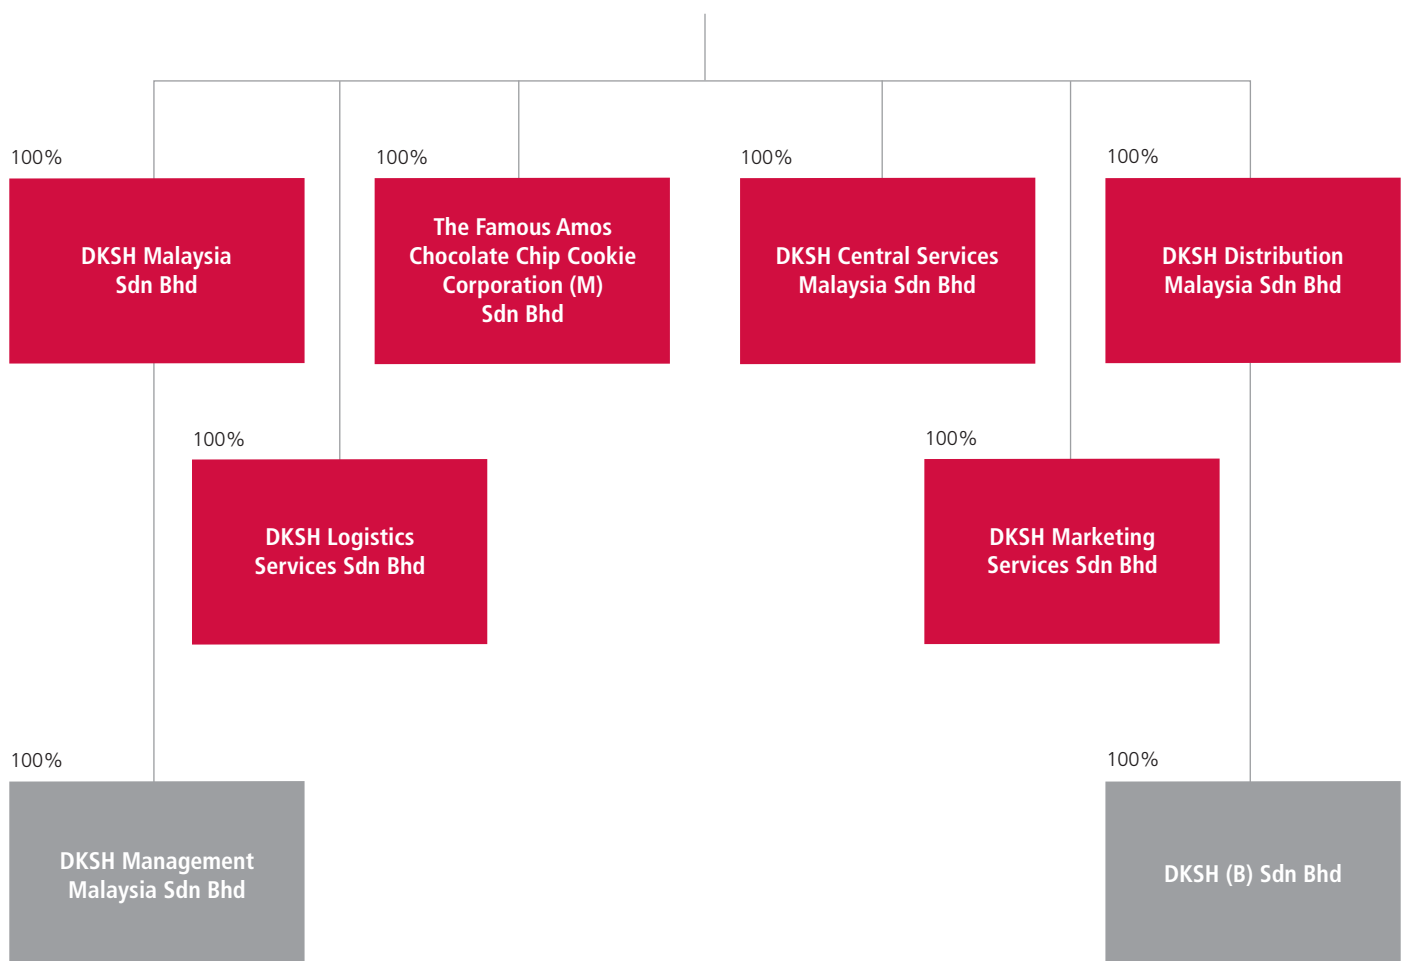 100%
DKSH Malaysia
Sdn Bhd
100%
The Famous Amos
Chocolate Chip Cookie
Corporation (M)
Sdn Bhd
100%
DKSH Central Services
Malaysia Sdn Bhd
100%
DKSH Distribution
Malaysia Sdn Bhd
100%
DKSH Logistics
Services Sdn Bhd
100%
DKSH Marketing
Services Sdn Bhd
100%
DKSH Management
Malaysia Sdn Bhd
100%
DKSH (B) Sdn Bhd